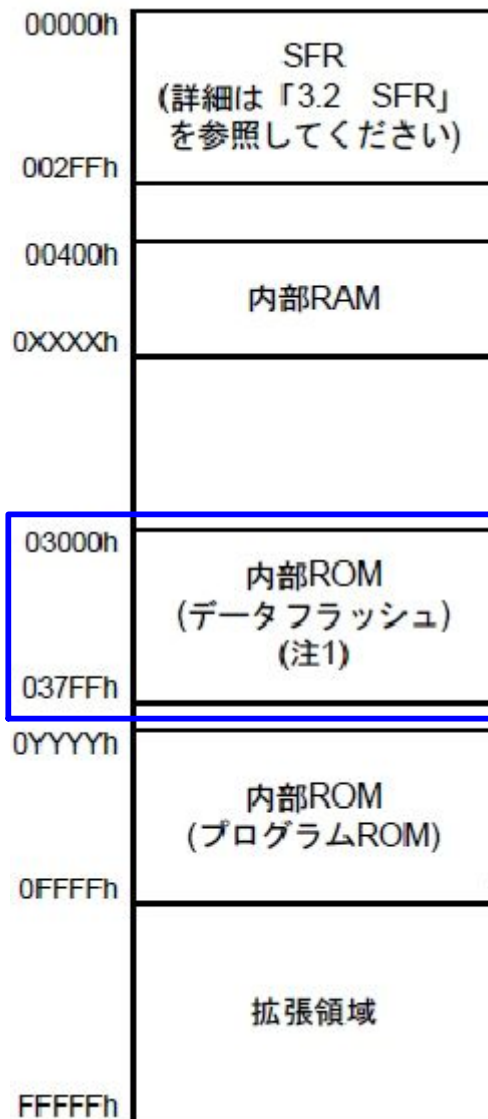 00000h
SFR
(詳細は「3.2 SFR」
を参照してください)
002FFh
00400h
内部RAM
0XXXXh
03000h
内部ROM
(データフラッシュ)
(注1)
037FFh
0YYYYh
内部ROM
(プログラムROM)
0FFFFh
拡張領域
FFFFFh